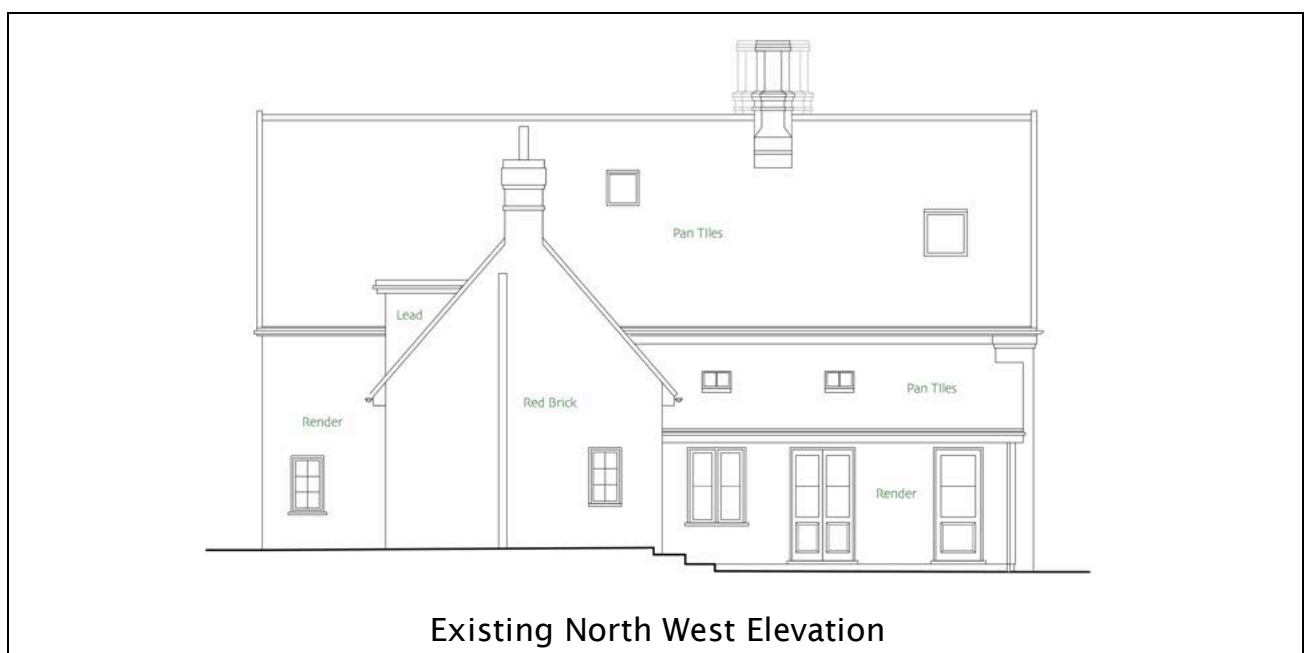 Pan TIles
Lead
Pan TIles
Red Brick
Render
Render
Existing North West Elevation